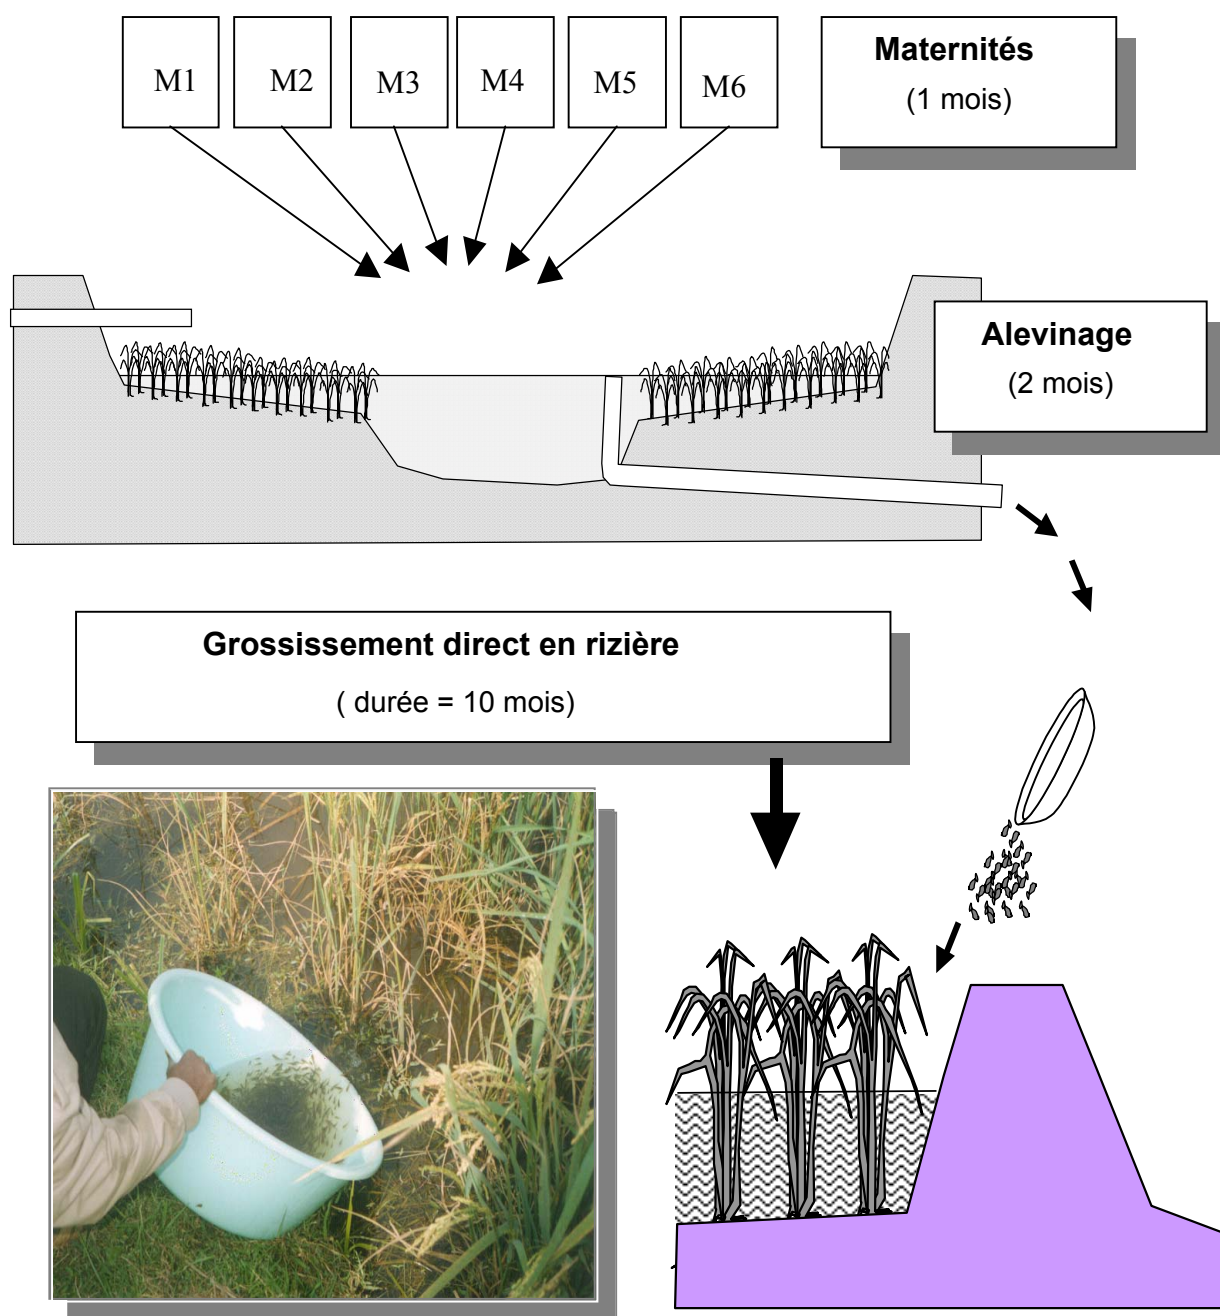 M1 M2 M3 M4 M5 M6
Maternités
(1 mois)
Alevinage
(2 mois)
Grossissement direct en rizière
( durée = 10 mois)